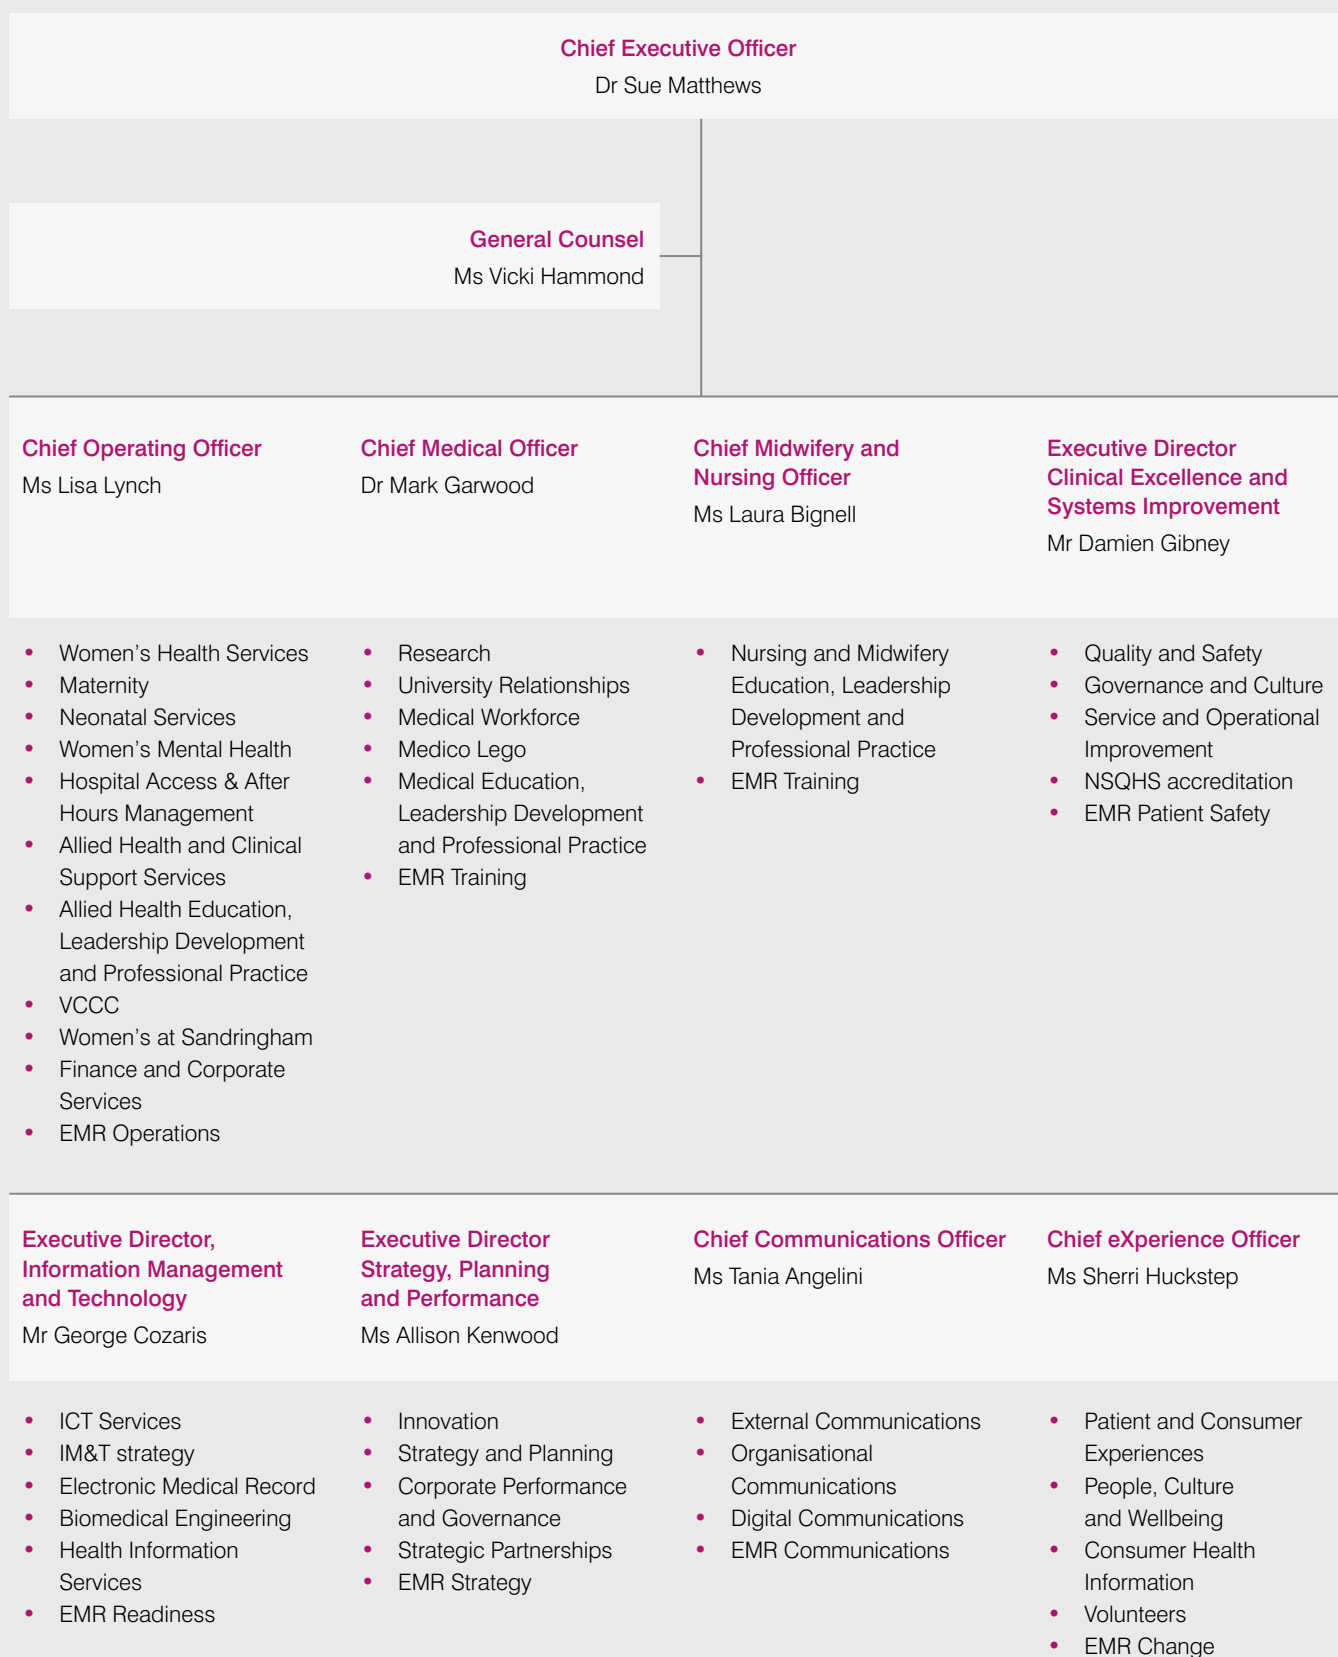 Chief Executive Officer
Dr Sue Matthews
General Counsel
Ms Vicki Hammond
Chief Operating Officer
Ms Lisa Lynch
Chief Medical Officer
Dr Mark Garwood
Chief Midwifery and
Nursing Officer
Ms Laura Bignell
Executive Director
Clinical Excellence and
Systems Improvement
Mr Damien Gibney
• Women's Health Services
• Maternity
• Neonatal Services
• Women's Mental Health
• Hospital Access & After
Hours Management
• Allied Health and Clinical
Support Services
• Allied Health Education,
Leadership Development
and Professional Practice
• VCCC
• Women's at Sandringham
• Finance and Corporate
Services
• EMR Operations
• Research
• University Relationships
• Medical Workforce
• Medico Lego
• Medical Education,
Leadership Development
and Professional Practice
• EMR Training
• Nursing and Midwifery
Education, Leadership
Development and
Professional Practice
• EMR Training
• Quality and Safety
• Governance and Culture
• Service and Operational
Improvement
• NSQHS accreditation
• EMR Patient Safety
Executive Director,
Information Management
and Technology
Mr George Cozaris
Executive Director
Strategy, Planning
and Performance
Ms Allison Kenwood
Chief Communications Officer
Ms Tania Angelini
Chief eXperience Officer
Ms Sherri Huckstep
• ICT Services
• IM&T strategy
• Electronic Medical Record
• Biomedical Engineering
• Health Information
Services
• EMR Readiness
• Innovation
• Strategy and Planning
• Corporate Performance
and Governance
• Strategic Partnerships
• EMR Strategy
• External Communications
• Organisational
Communications
• Digital Communications
• EMR Communications
• Patient and Consumer
Experiences
• People, Culture
and Wellbeing
• Consumer Health
Information
• Volunteers
• EMR Change